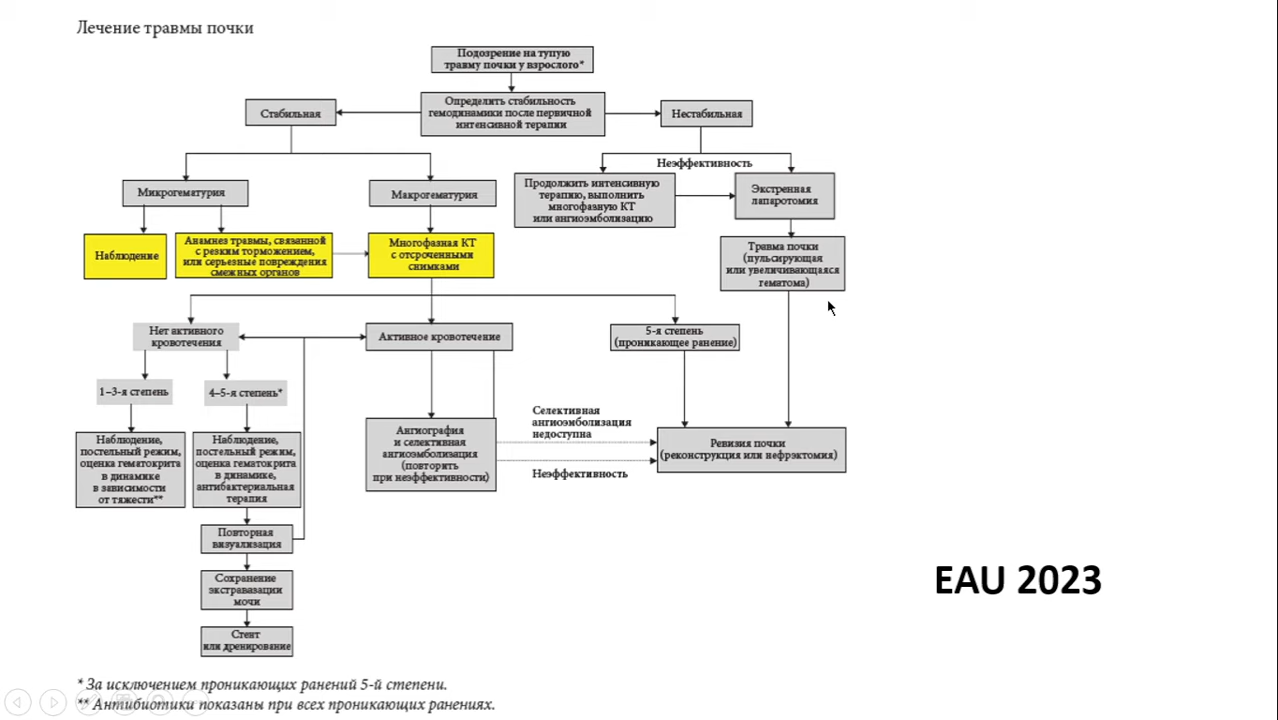 Лечение травмы почки
Подозрение на тупую
травму почки у взрослого*
Определить стабильность
гемодинамики после первичной
интенсивной терапии
Стабильная
Нестабильная
Неэффективность
Микрогематурия
Макрогематурия
Продолжить интенсивную
терапию, выполнить
многофазную КТ
или ангиоэмболизацию
Экстренная
лапаротомия
Наблюдение
Анамнез травмы, связанной
с резким торможением,
или серьезные повреждения
смежных органов
Многофазная КТ
с отсроченными
снимками
Травма почки
(пульсирующая
или увеличивающаяся
гематома)
Нет активного
кровотечения
Активное кровотечение
5-я степень
(проникающее ранение)
1–3-я степень
4–5-я степень*
Наблюдение,
постельный режим,
оценка гематокрита
в динамике
в зависимости
от тяжести**
Наблюдение,
постельный режим,
оценка гематокрита
в динамике,
антибактериальная
терапия
Ангиография
и селективная
ангиоэмболизация
(повторить
при неэффективности)
Селективная
ангиоэмболизация
недоступна
Неэффективность
Ревизия почки
(реконструкция или нефрэктомия)
Повторная
визуализация
Сохранение
экстравазации
мочи
Стент
или дренирование
EAU 2023
* За исключением проникающих ранений 5-й степени.
** Антибиотики показаны при всех проникающих ранениях.